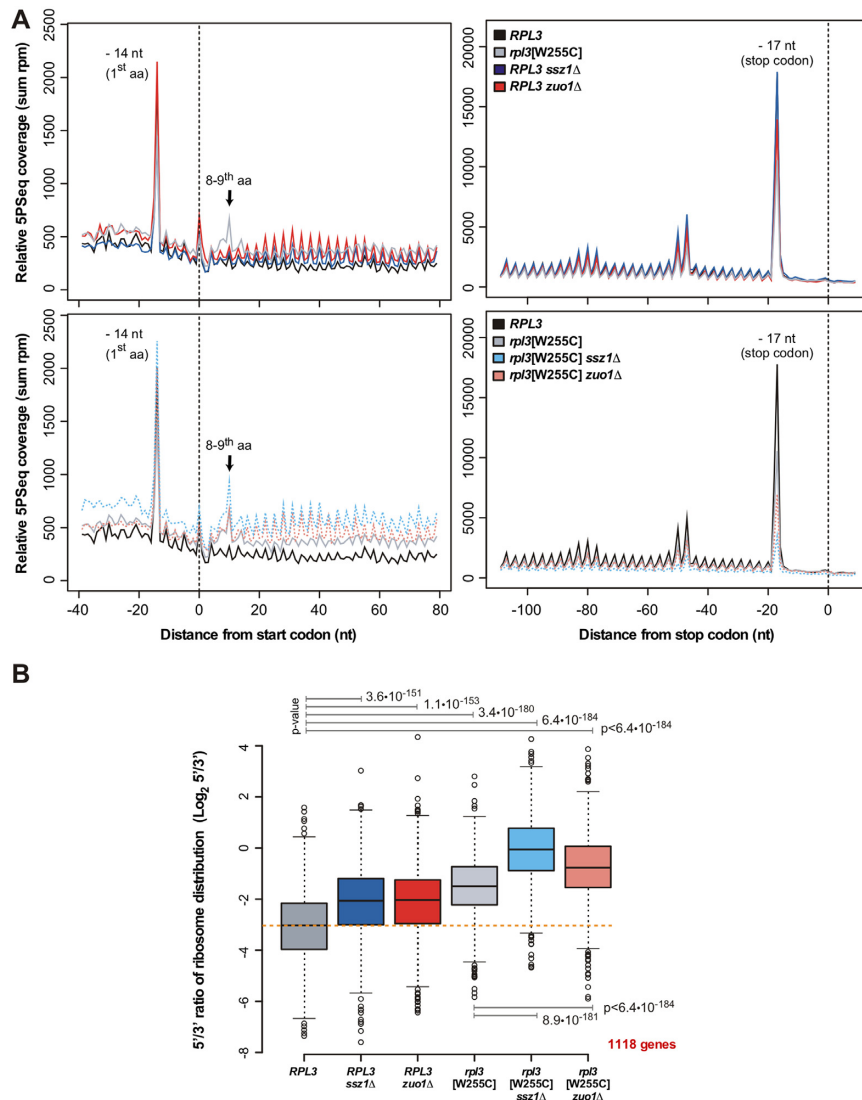 A
Relative 5PSeq coverage (sum rpm)
2500
2000
1500
1000
500
0
- 14 nt
(1st aa)
8-9th aa
20000
15000
10000
5000
0
RPL3
rpl3[W255C]
RPL3 ssz1Δ
RPL3 zuo1Δ
- 17 nt
(stop codon)
Relative 5PSeq coverage (sum rpm)
2500
2000
1500
1000
500
0
- 14 nt
(1st aa)
8-9th aa
-40 -20 0 20 40 60 80
Distance from start codon (nt)
20000
15000
10000
5000
0
RPL3
rpl3[W255C]
rpl3[W255C] ssz1Δ
rpl3[W255C] zuo1Δ
- 17 nt
(stop codon)
-100 -80 -60 -40 -20 0
Distance from stop codon (nt)
B
5'/3' ratio of ribosome distribution (Log2 5'/3')
p-value
3.6•10-151
1.1•10-153
3.4•10-180
6.4•10-184
p<6.4•10-184
4
2
0
-2
-4
-6
-8
p<6.4•10-184
8.9•10-181
1118 genes
RPL3
RPL3
ssz1Δ
RPL3
zuo1Δ
rpl3
[W255C]
rpl3
[W255C]
ssz1Δ
rpl3
[W255C]
zuo1Δ